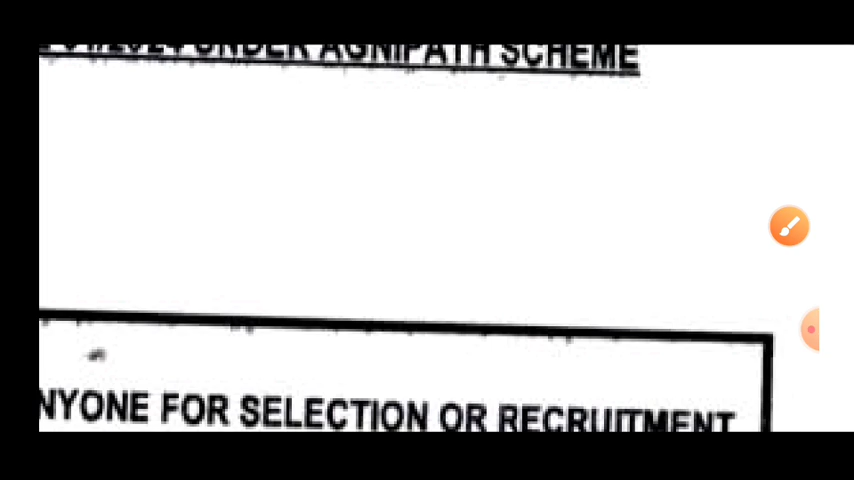 UNDER AGNIPATH SCHEME
NYONE FOR SELECTION OR RECRUITMENT